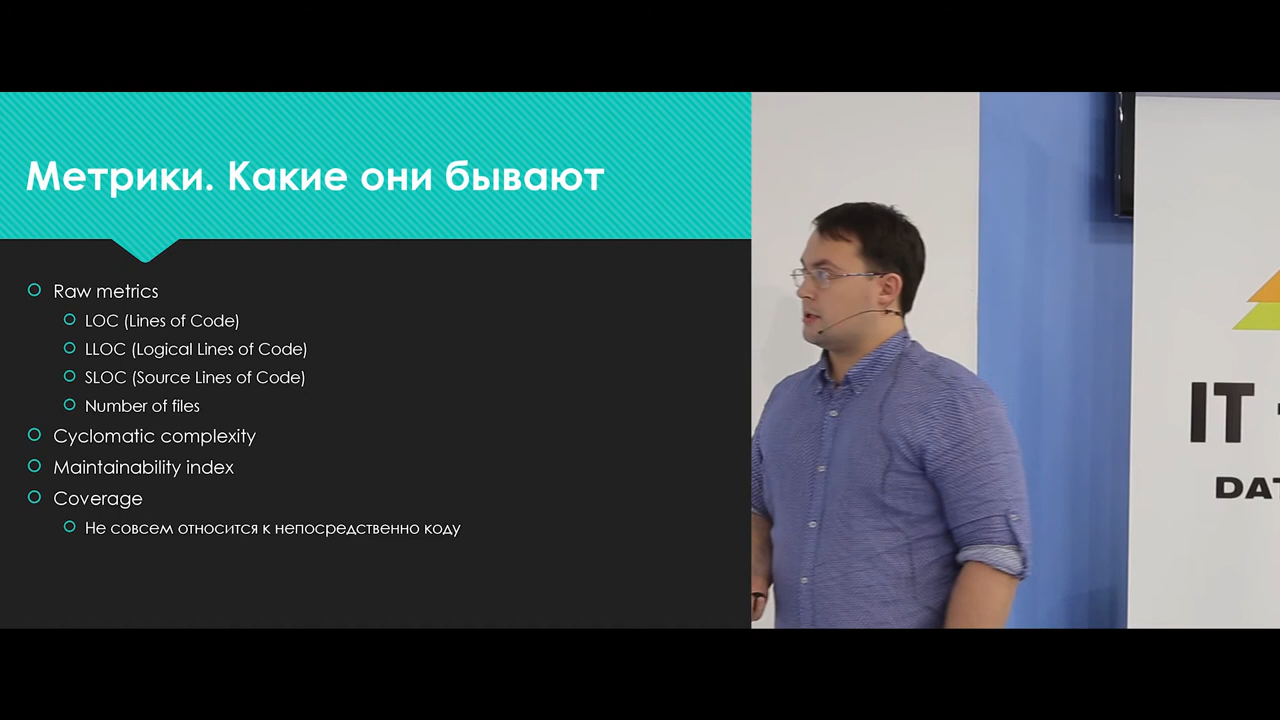 Метрики. Какие они бывают
Raw metrics
LOC (Lines of Code)
LLOC (Logical Lines of Code)
SLOC (Source Lines of Code)
Number of files
Cyclomatic complexity
Maintainability index
Coverage
Не совсем относится к непосредственно коду
IT